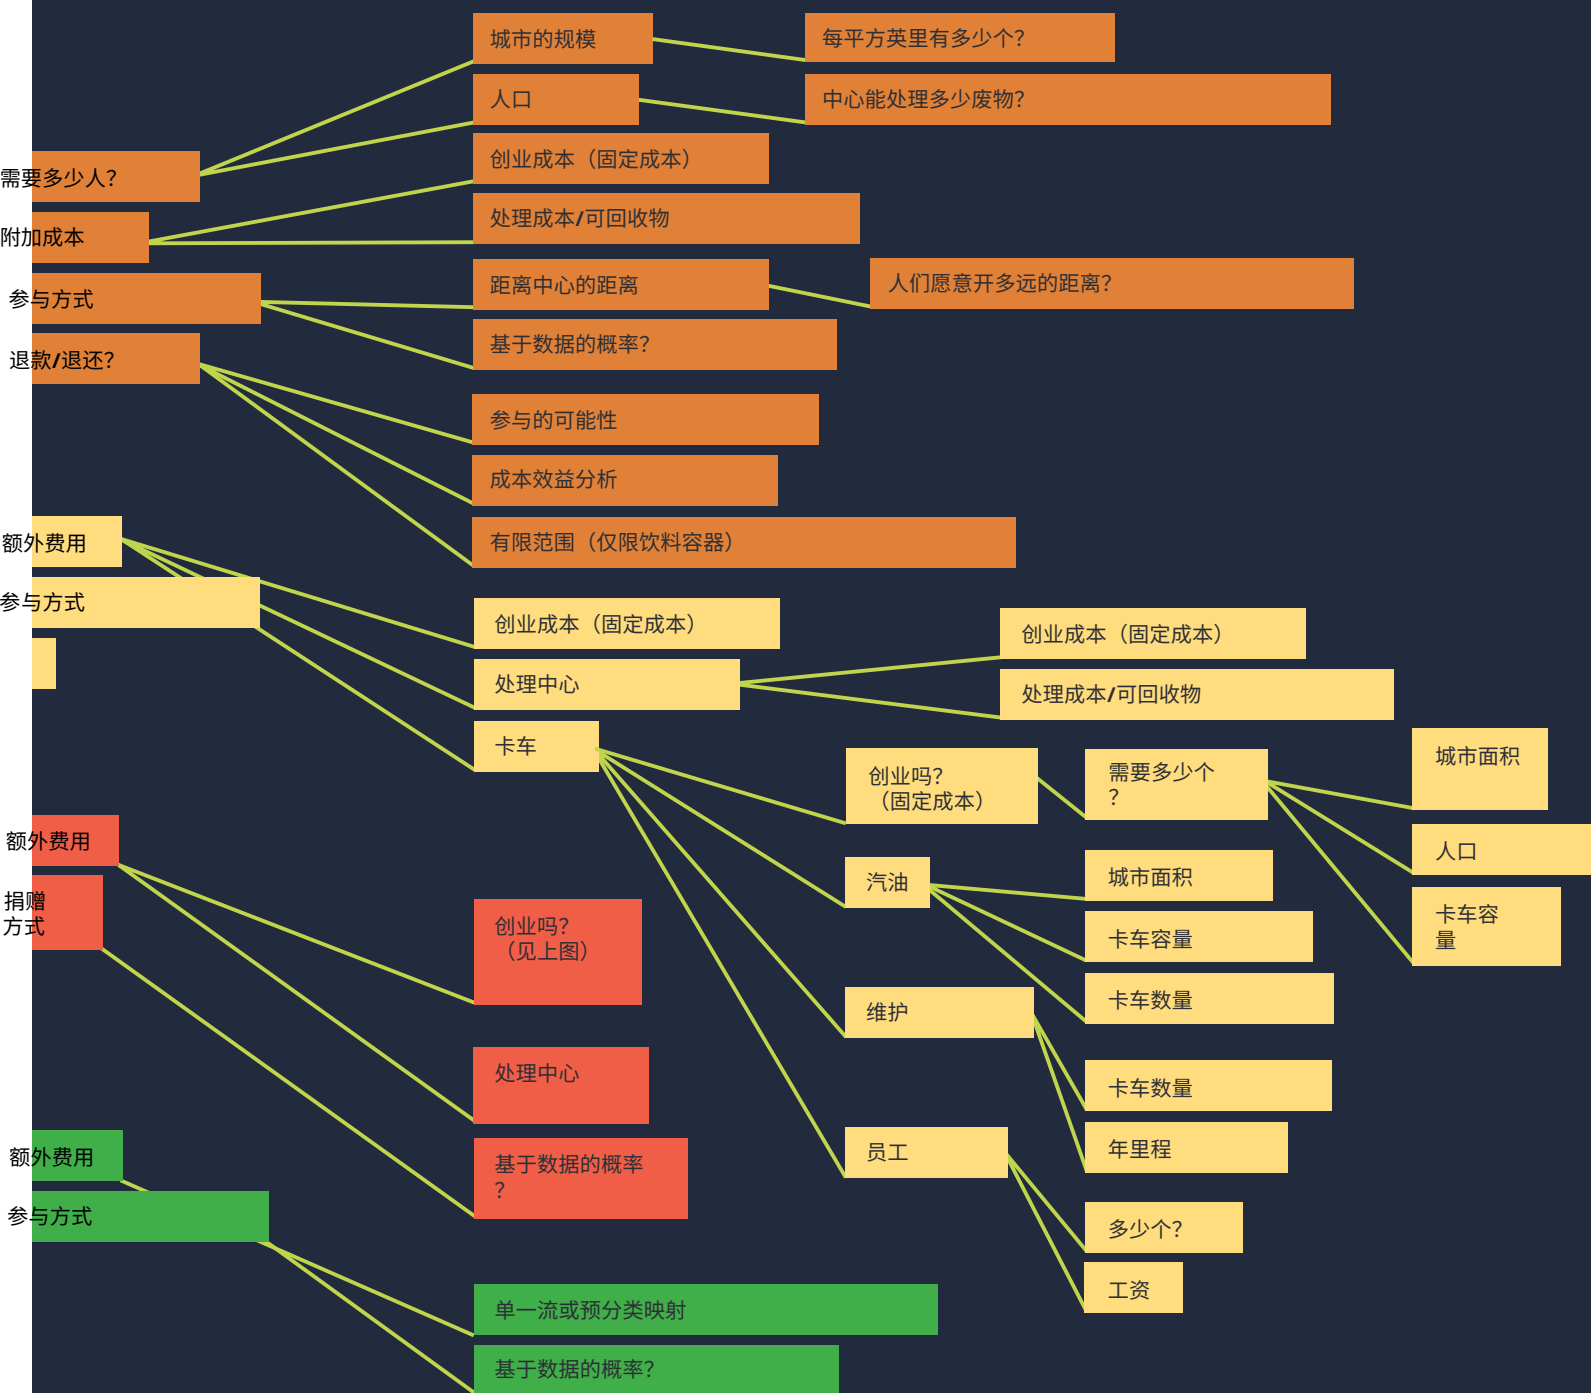 城市的规模
每平方英里有多少个?
人口
中心能处理多少废物?
创业成本（固定成本）
需要多少人?
处理成本/可回收物
附加成本
距离中心的距离
人们愿意开多远的距离?
参与方式
基于数据的概率?
退款/退还?
参与的可能性
成本效益分析
有限范围（仅限饮料容器）
额外费用
参与方式
创业成本（固定成本）
创业成本（固定成本）
处理中心
处理成本/可回收物
卡车
创业吗?
（固定成本）
需要多少个
?
城市面积
人口
卡车容
量
汽油
城市面积
卡车容量
卡车数量
维护
卡车数量
年里程
员工
多少个?
工资
额外费用
捐赠
方式
创业吗?
（见上图）
处理中心
基于数据的概率
?
额外费用
参与方式
单一流或预分类映射
基于数据的概率?